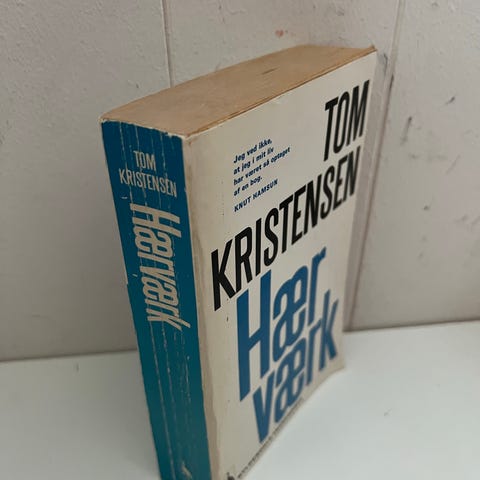 TOM
KRISTENSEN
Hærværk
Jeg ved ikke,
at jeg i mit liv
har været så optaget
af en bog.
KNUT HAMSUN
TOM
KRISTENSEN
Hær
værk